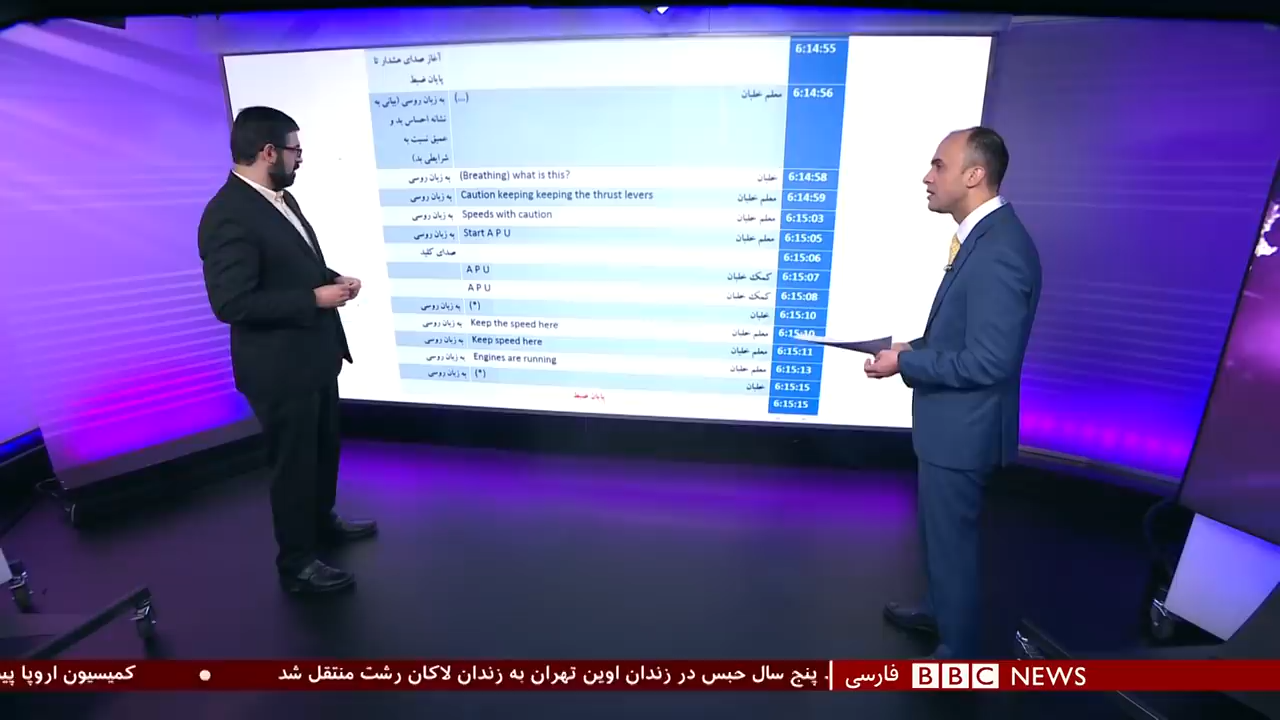 6:14:55
آغاز صدای هشدار تا
پایان ضبط
6:14:56 معلم خلبان (...) به زبان روسی (بیانی به
نشانه احساس بد و
عمیق نسبت به
شرایطی بد)
6:14:58 خلبان (Breathing) what is this? به زبان روسی
6:14:59 معلم خلبان Caution keeping keeping the thrust levers به زبان روسی
6:15:03 معلم خلبان Speeds with caution به زبان روسی
6:15:05 معلم خلبان Start A P U به زبان روسی
6:15:06 صدای کلید
6:15:07 کمک خلبان A P U
6:15:08 کمک خلبان A P U
6:15:10 خلبان (*) به زبان روسی
6:15:10 معلم خلبان Keep the speed here به زبان روسی
6:15:11 معلم خلبان Keep speed here به زبان روسی
6:15:13 معلم خلبان Engines are running به زبان روسی
6:15:15 خلبان (*) به زبان روسی
6:15:15 پایان ضبط
BBC NEWS فارسی
. پنج سال حبس در زندان اوین تهران به زندان لاکان رشت منتقل شد ● کمیسیون اروپا